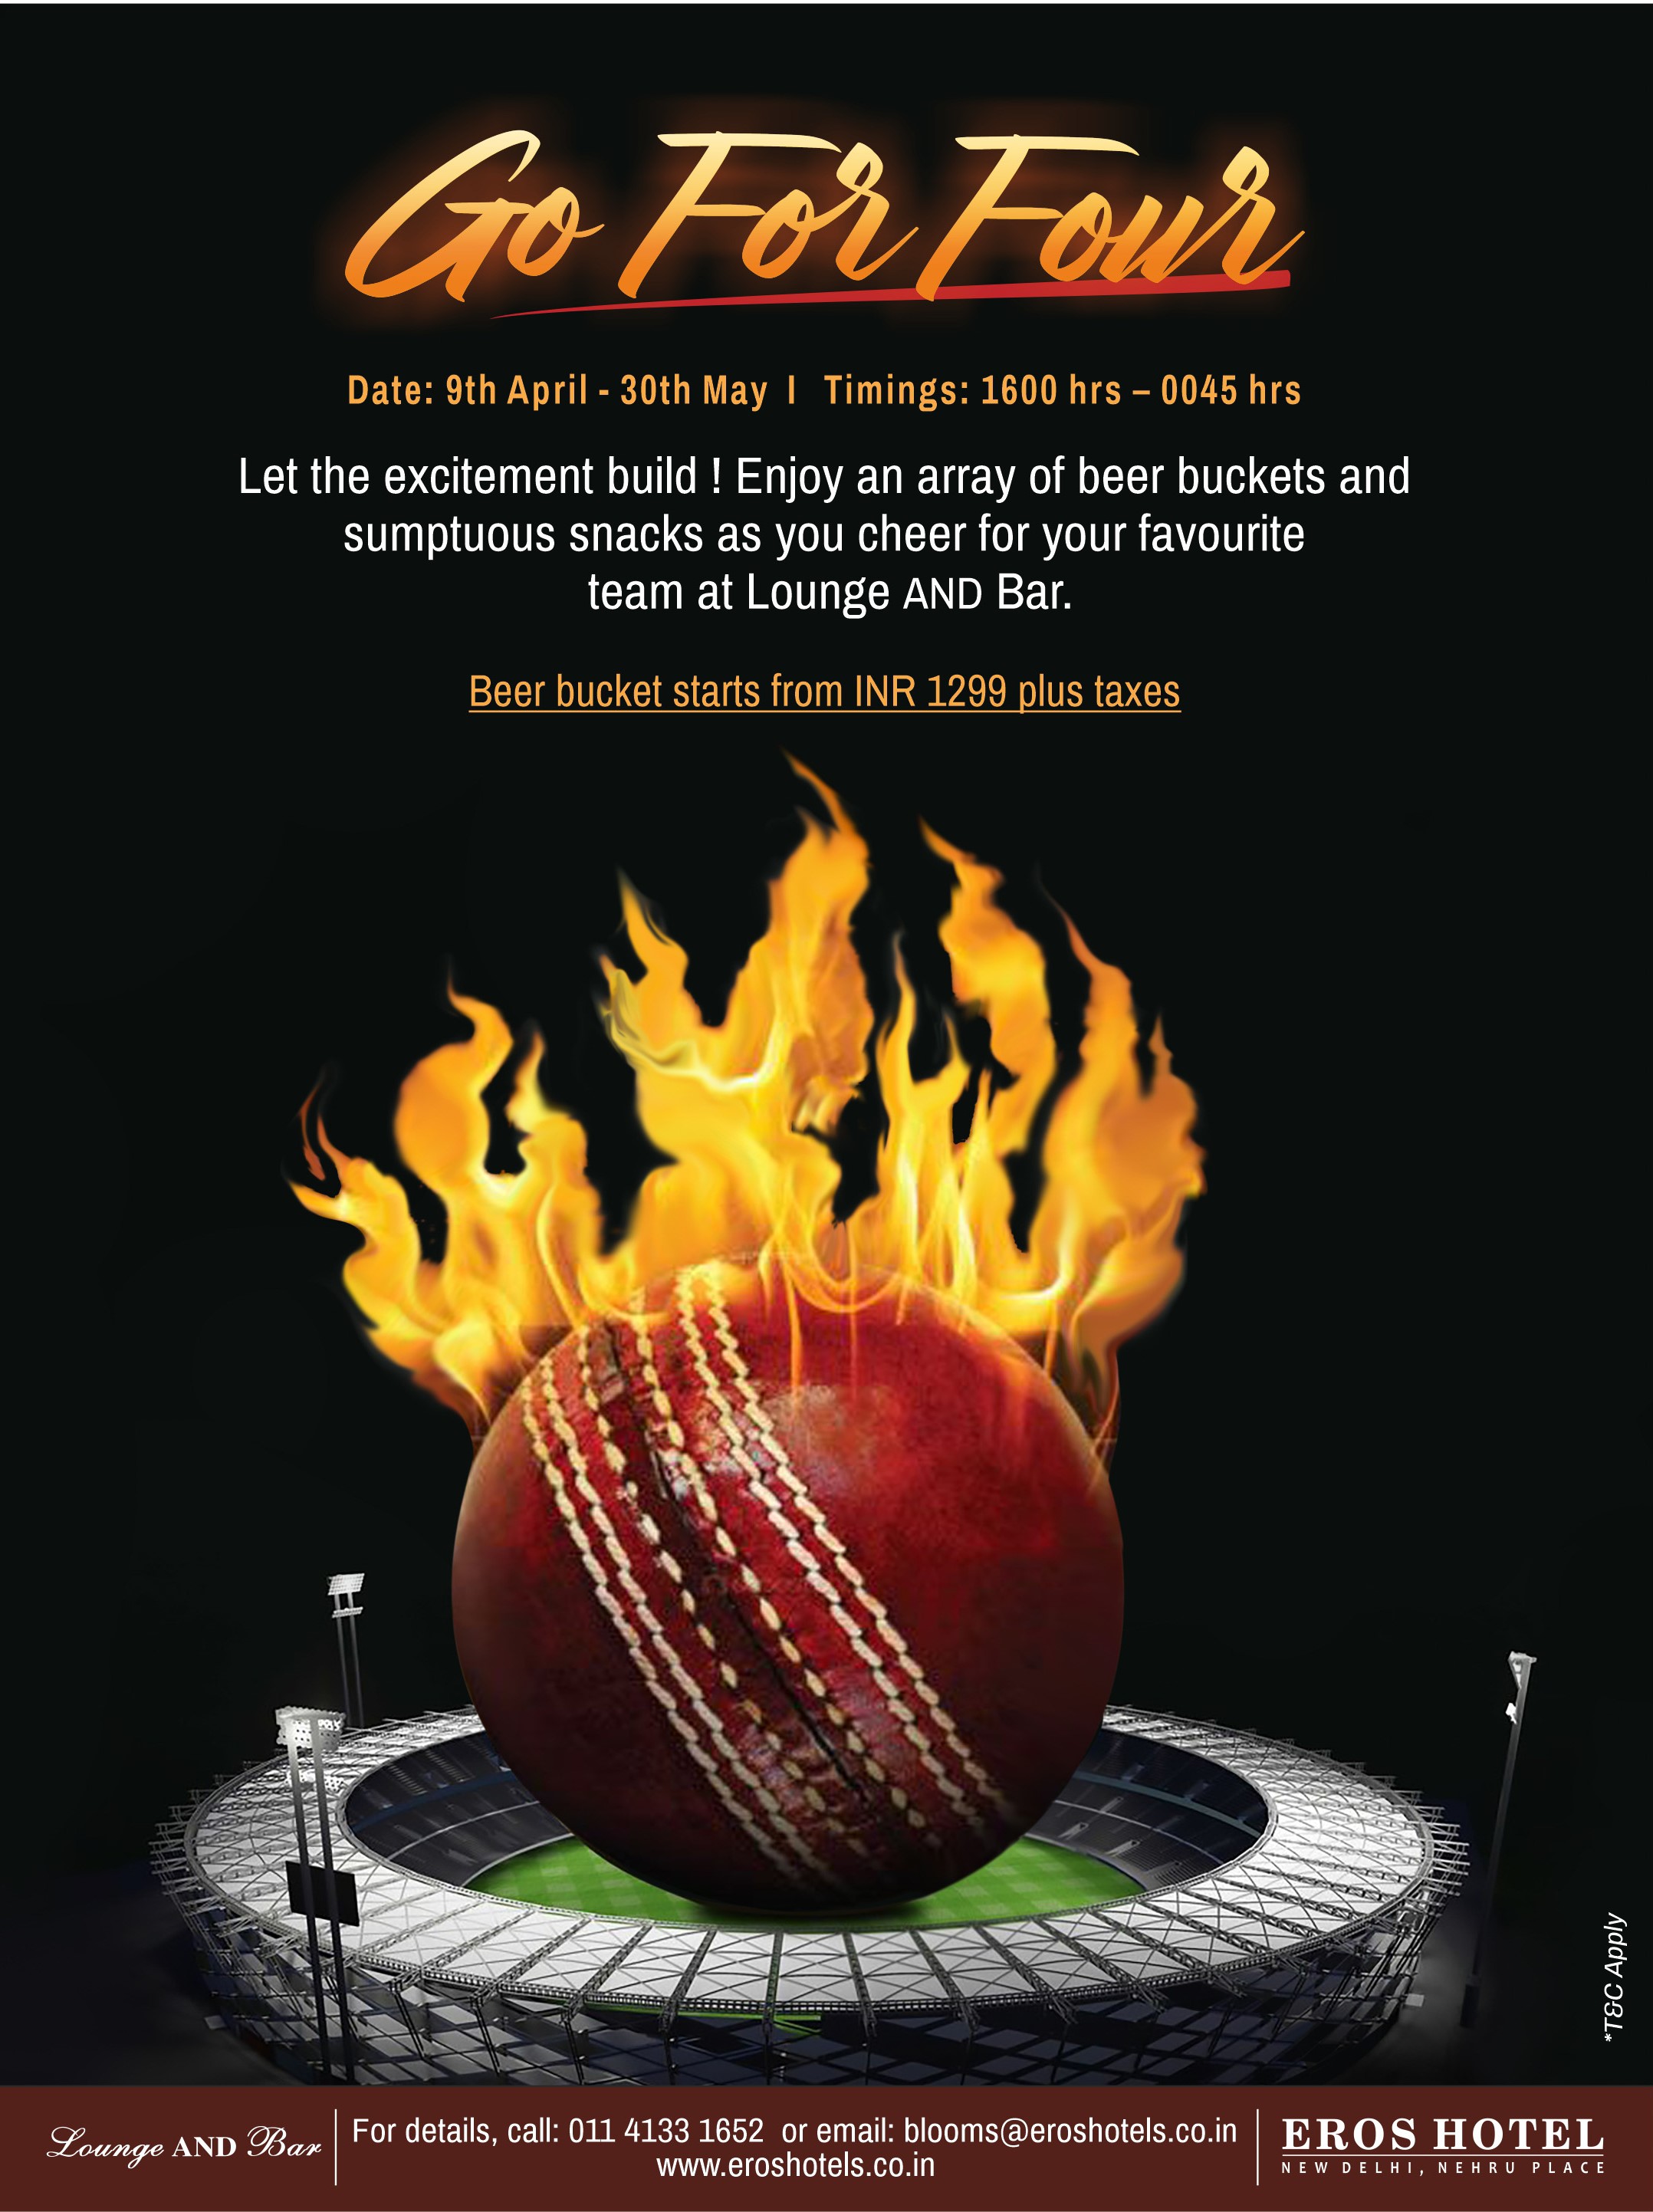 Go For Four
Date: 9th April - 30th May I Timings: 1600 hrs – 0045 hrs
Let the excitement build ! Enjoy an array of beer buckets and
sumptuous snacks as you cheer for your favourite
team at Lounge AND Bar.
Beer bucket starts from INR 1299 plus taxes
*T&C Apply
Lounge AND Bar
For details, call: 011 4133 1652 or email: blooms@eroshotels.co.in
www.eroshotels.co.in
EROS HOTEL
NEW DELHI, NEHRU PLACE